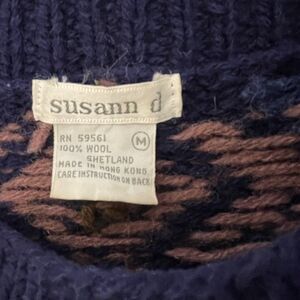 susann d
RN 59561
100% WOOL
SHETLAND
MADE IN HONG KONG
CARE INSTRUCTION ON BACK
M